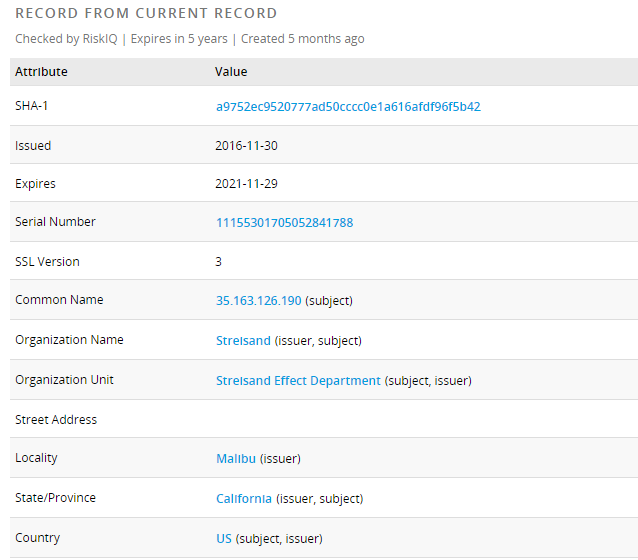 RECORD FROM CURRENT RECORD
Checked by RiskIQ | Expires in 5 years | Created 5 months ago
Attribute Value
SHA-1 a9752ec9520777ad50cccc0e1a616afdf96f5b42
Issued 2016-11-30
Expires 2021-11-29
Serial Number 11155301705052841788
SSL Version 3
Common Name 35.163.126.190 (subject)
Organization Name Streisand (issuer, subject)
Organization Unit Streisand Effect Department (subject, issuer)
Street Address
Locality Malibu (issuer)
State/Province California (issuer, subject)
Country US (subject, issuer)